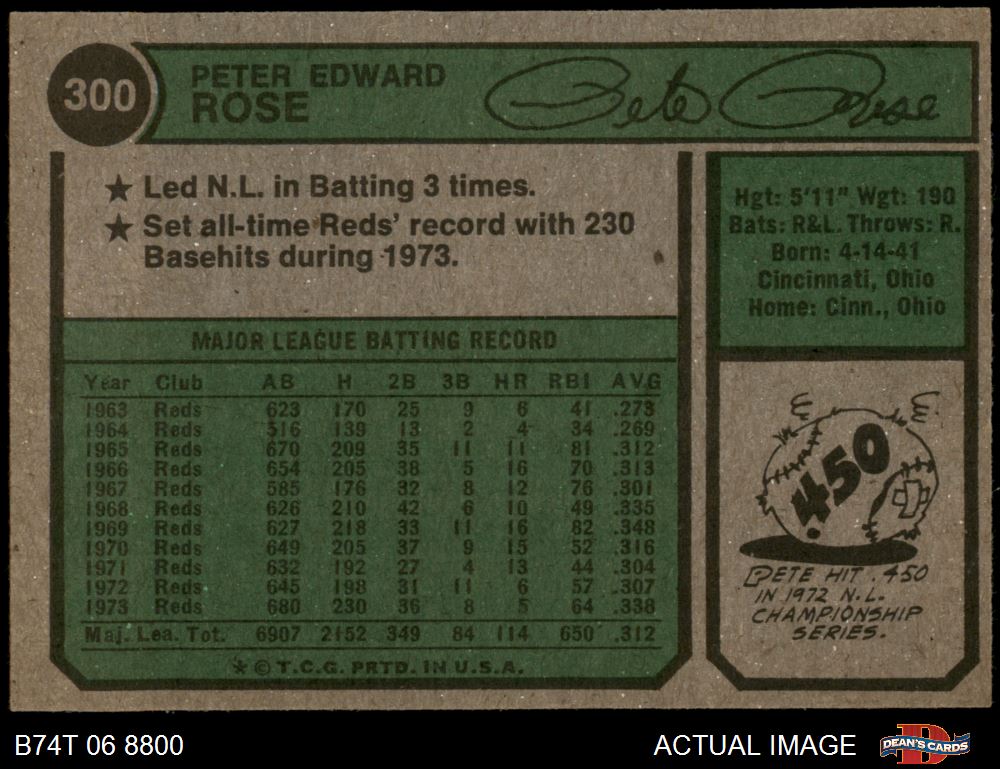 300
PETER EDWARD
ROSE
Pete Rose
★ Led N.L. in Batting 3 times.
★ Set all-time Reds' record with 230
Basehits during 1973.
Hgt: 5'11" Wgt: 190
Bats: R&L. Throws: R.
Born: 4-14-41
Cincinnati, Ohio
Home: Cinn., Ohio
MAJOR LEAGUE BATTING RECORD
Year Club AB H 2B 3B HR RBI AVG
1963 Reds 623 170 25 9 6 41 .273
1964 Reds 516 139 13 2 4 34 .269
1965 Reds 670 209 35 11 11 81 .312
1966 Reds 654 205 38 5 16 70 .313
1967 Reds 585 176 32 8 12 76 .301
1968 Reds 626 210 42 6 10 49 .335
1969 Reds 627 218 33 11 16 82 .348
1970 Reds 649 205 37 9 15 52 .316
1971 Reds 632 192 27 4 13 44 .304
1972 Reds 645 198 31 11 6 57 .307
1973 Reds 680 230 36 8 5 64 .338
Maj. Lea. Tot. 6907 2152 349 84 114 650 .312
★ © T.C.G. PRTD. IN U.S.A.
.450
PETE HIT .450
IN 1972 N.L.
CHAMPIONSHIP
SERIES.
B74T 06 8800
ACTUAL IMAGE
DEAN'S CARDS